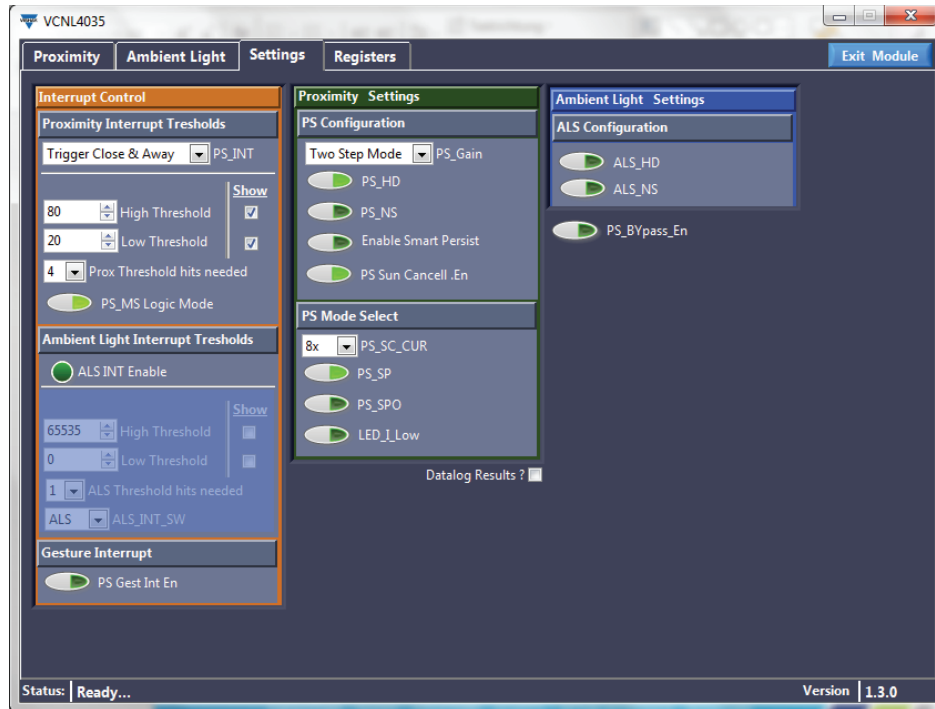 VCNL4035
Proximity
Ambient Light
Settings
Registers
Exit Module
Interrupt Control
Proximity Interrupt Tresholds
Trigger Close & Away PS_INT
Show
80 High Threshold
20 Low Threshold
4 Prox Threshold hits needed
PS_MS Logic Mode
Ambient Light Interrupt Tresholds
ALS INT Enable
Show
65535 High Threshold
0 Low Threshold
1 ALS Threshold hits needed
ALS ALS_INT_SW
Gesture Interrupt
PS Gest Int En
Proximity Settings
PS Configuration
Two Step Mode PS_Gain
PS_HD
PS_NS
Enable Smart Persist
PS Sun Cancell .En
PS Mode Select
8x PS_SC_CUR
PS_SP
PS_SPO
LED_I_Low
Datalog Results ?
Ambient Light Settings
ALS Configuration
ALS_HD
ALS_NS
PS_BYpass_En
Status: Ready...
Version 1.3.0